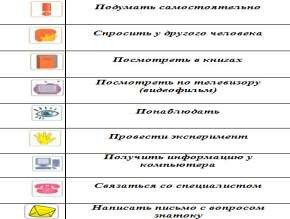 Подумать самостоятельно
Спросить у другого человека
Посмотреть в книгах
Посмотреть по телевизору
(видеофильм)
Понаблюдать
Провести эксперимент
Получить информацию у
компьютера
Связаться со специалистом
Написать письмо с вопросом
знатоку